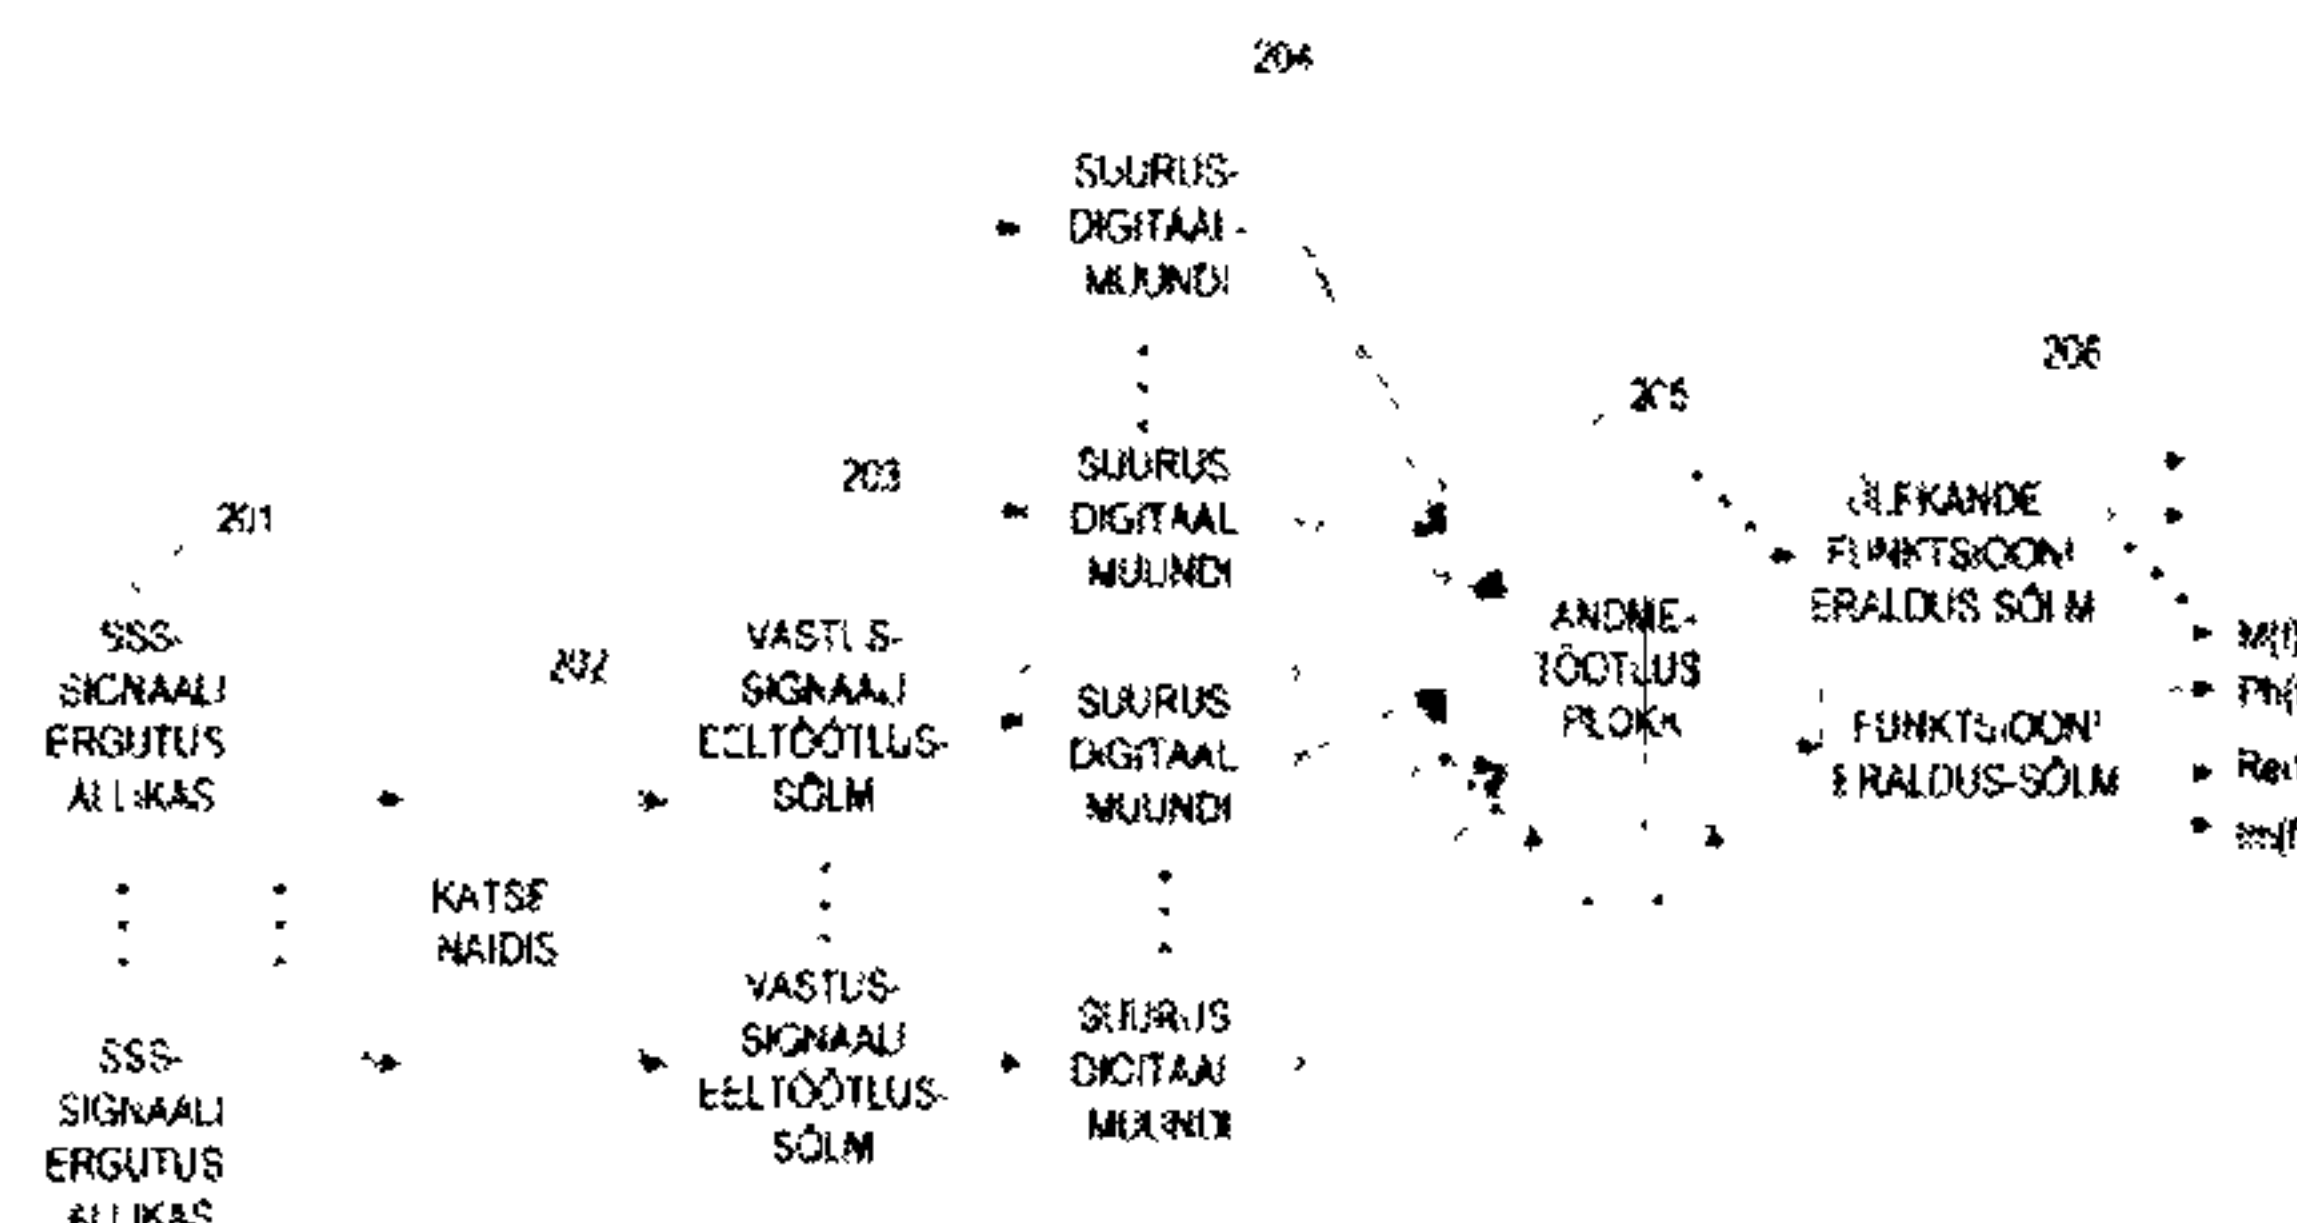 204
SUURUS-
DIGITAAL-
MUUNDI
206
205
SUURUS
DIGITAAL
MUUNDI
203
201
ÜLEKANDE
FUNKTSIOONI
ERALDUS SÕLM
SSS-
SIGNAALI
ERGUTUS
ALLIKAS
202
VASTUS-
SIGNAALI
EELTÖÖTLUS-
SÕLM
SUURUS
DIGITAAL
MUUNDI
ANDME-
TÖÖTLUS
PLOKK
M(f)
FUNKTSIOONI
ERALDUS-SÕLM
KATSE
NAIDIS
VASTUS-
SIGNAALI
EELTÖÖTLUS-
SÕLM
SUURUS
DIGITAAL
MUUNDI
SSS-
SIGNAALI
ERGUTUS
ALLIKAS